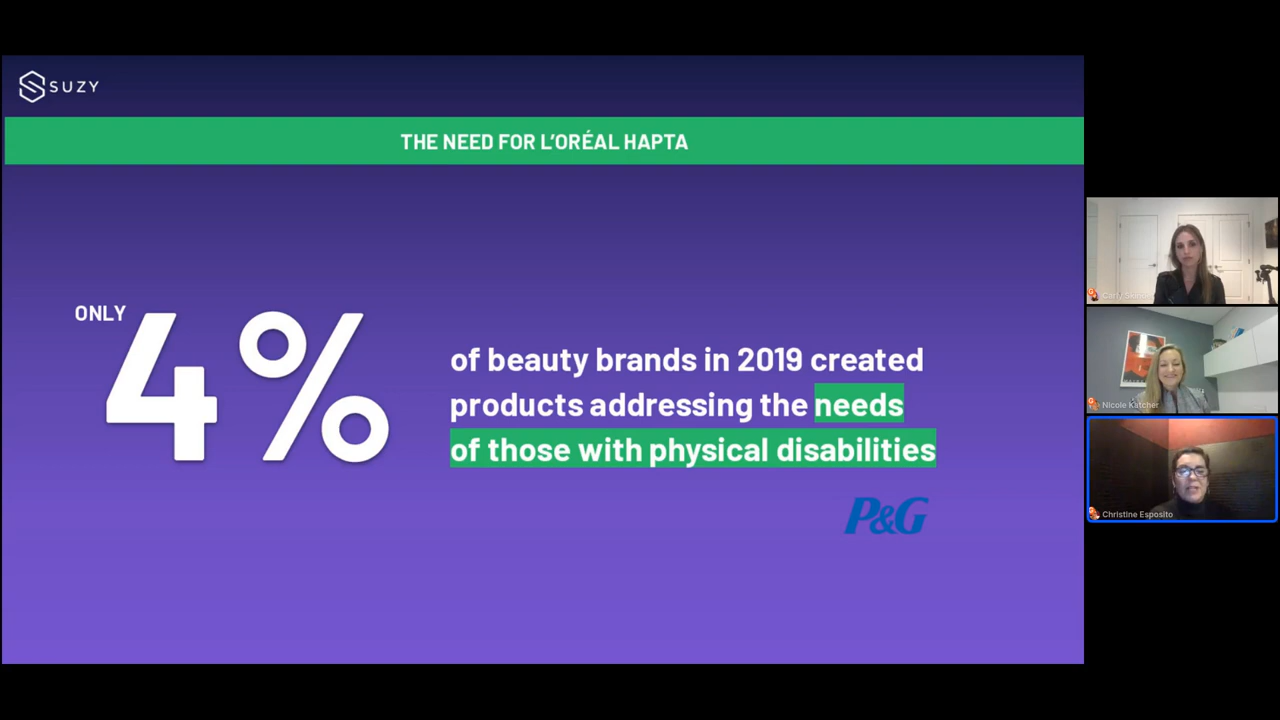 SUZY
THE NEED FOR L'ORÉAL HAPTA
ONLY
4%
of beauty brands in 2019 created
products addressing the needs
of those with physical disabilities
P&G
Nicole Katcher
Christine Esposito